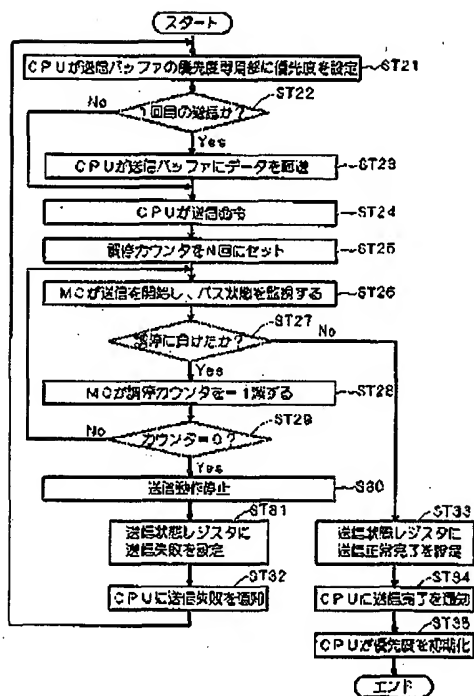 スタート
CPUが送信バッファの優先度専用部に優先度を設定
ST21
1回目の送信か?
ST22
No
Yes
CPUが送信バッファにデータを転送
ST23
CPUが送信命令
ST24
調停カウンタをN回にセット
ST25
MCが送信を開始し、バス状態を監視する
ST26
調停に負けたか?
ST27
No
Yes
MCが調停カウンタを-1減する
ST28
カウンタ=0?
ST29
No
Yes
送信動作停止
S30
送信状態レジスタに
送信失敗を設定
ST31
送信状態レジスタに
送信正常完了を設定
ST33
CPUに送信失敗を通知
ST32
CPUに送信完了を通知
ST34
CPUが優先度を初期化
ST35
エンド